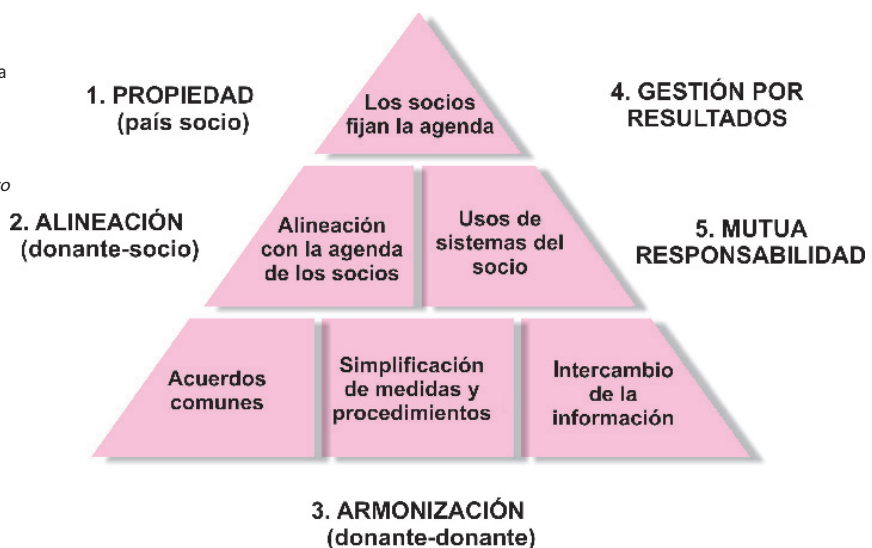 1. PROPIEDAD
(país socio)
Los socios
fijan la agenda
4. GESTIÓN POR
RESULTADOS
2. ALINEACIÓN
(donante-socio)
Alineación
con la agenda
de los socios
Usos de
sistemas del
socio
5. MUTUA
RESPONSABILIDAD
Acuerdos
comunes
Simplificación
de medidas y
procedimientos
Intercambio
de la
información
3. ARMONIZACIÓN
(donante-donante)